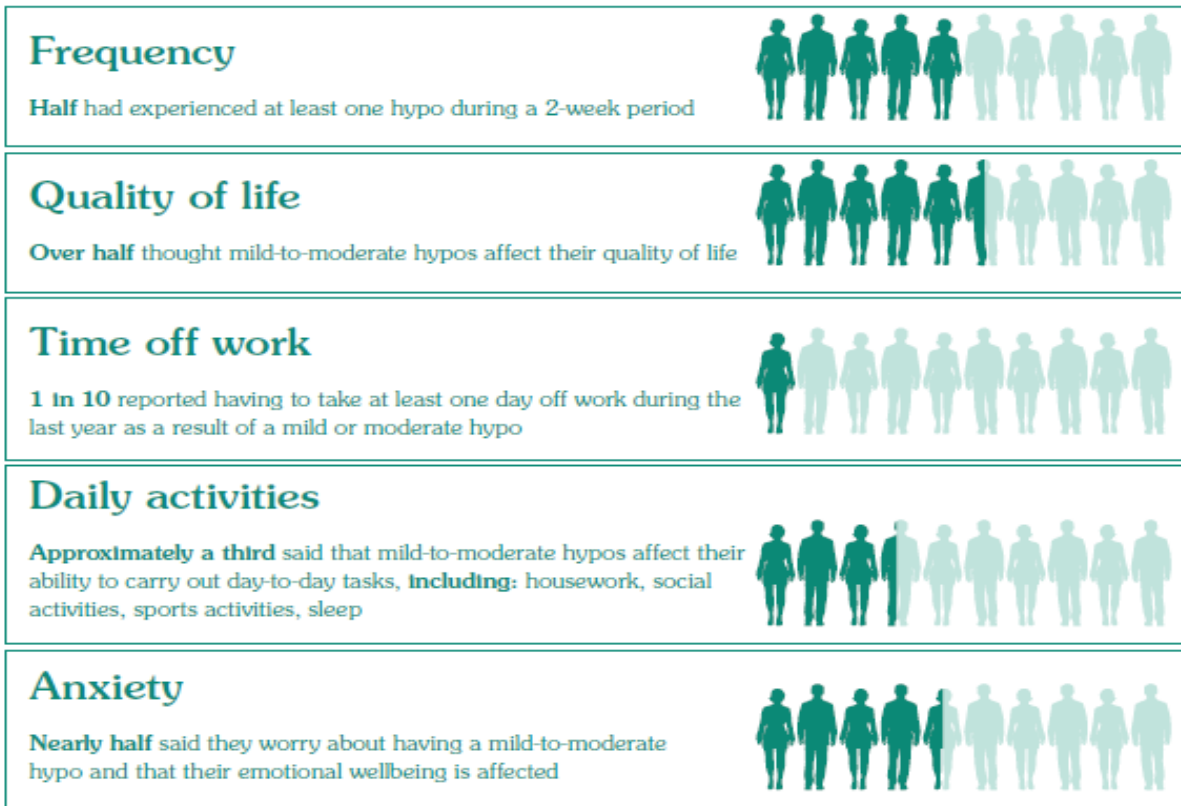 Frequency
Half had experienced at least one hypo during a 2-week period
Quality of life
Over half thought mild-to-moderate hypos affect their quality of life
Time off work
1 in 10 reported having to take at least one day off work during the
last year as a result of a mild or moderate hypo
Daily activities
Approximately a third said that mild-to-moderate hypos affect their
ability to carry out day-to-day tasks, including: housework, social
activities, sports activities, sleep
Anxiety
Nearly half said they worry about having a mild-to-moderate
hypo and that their emotional wellbeing is affected